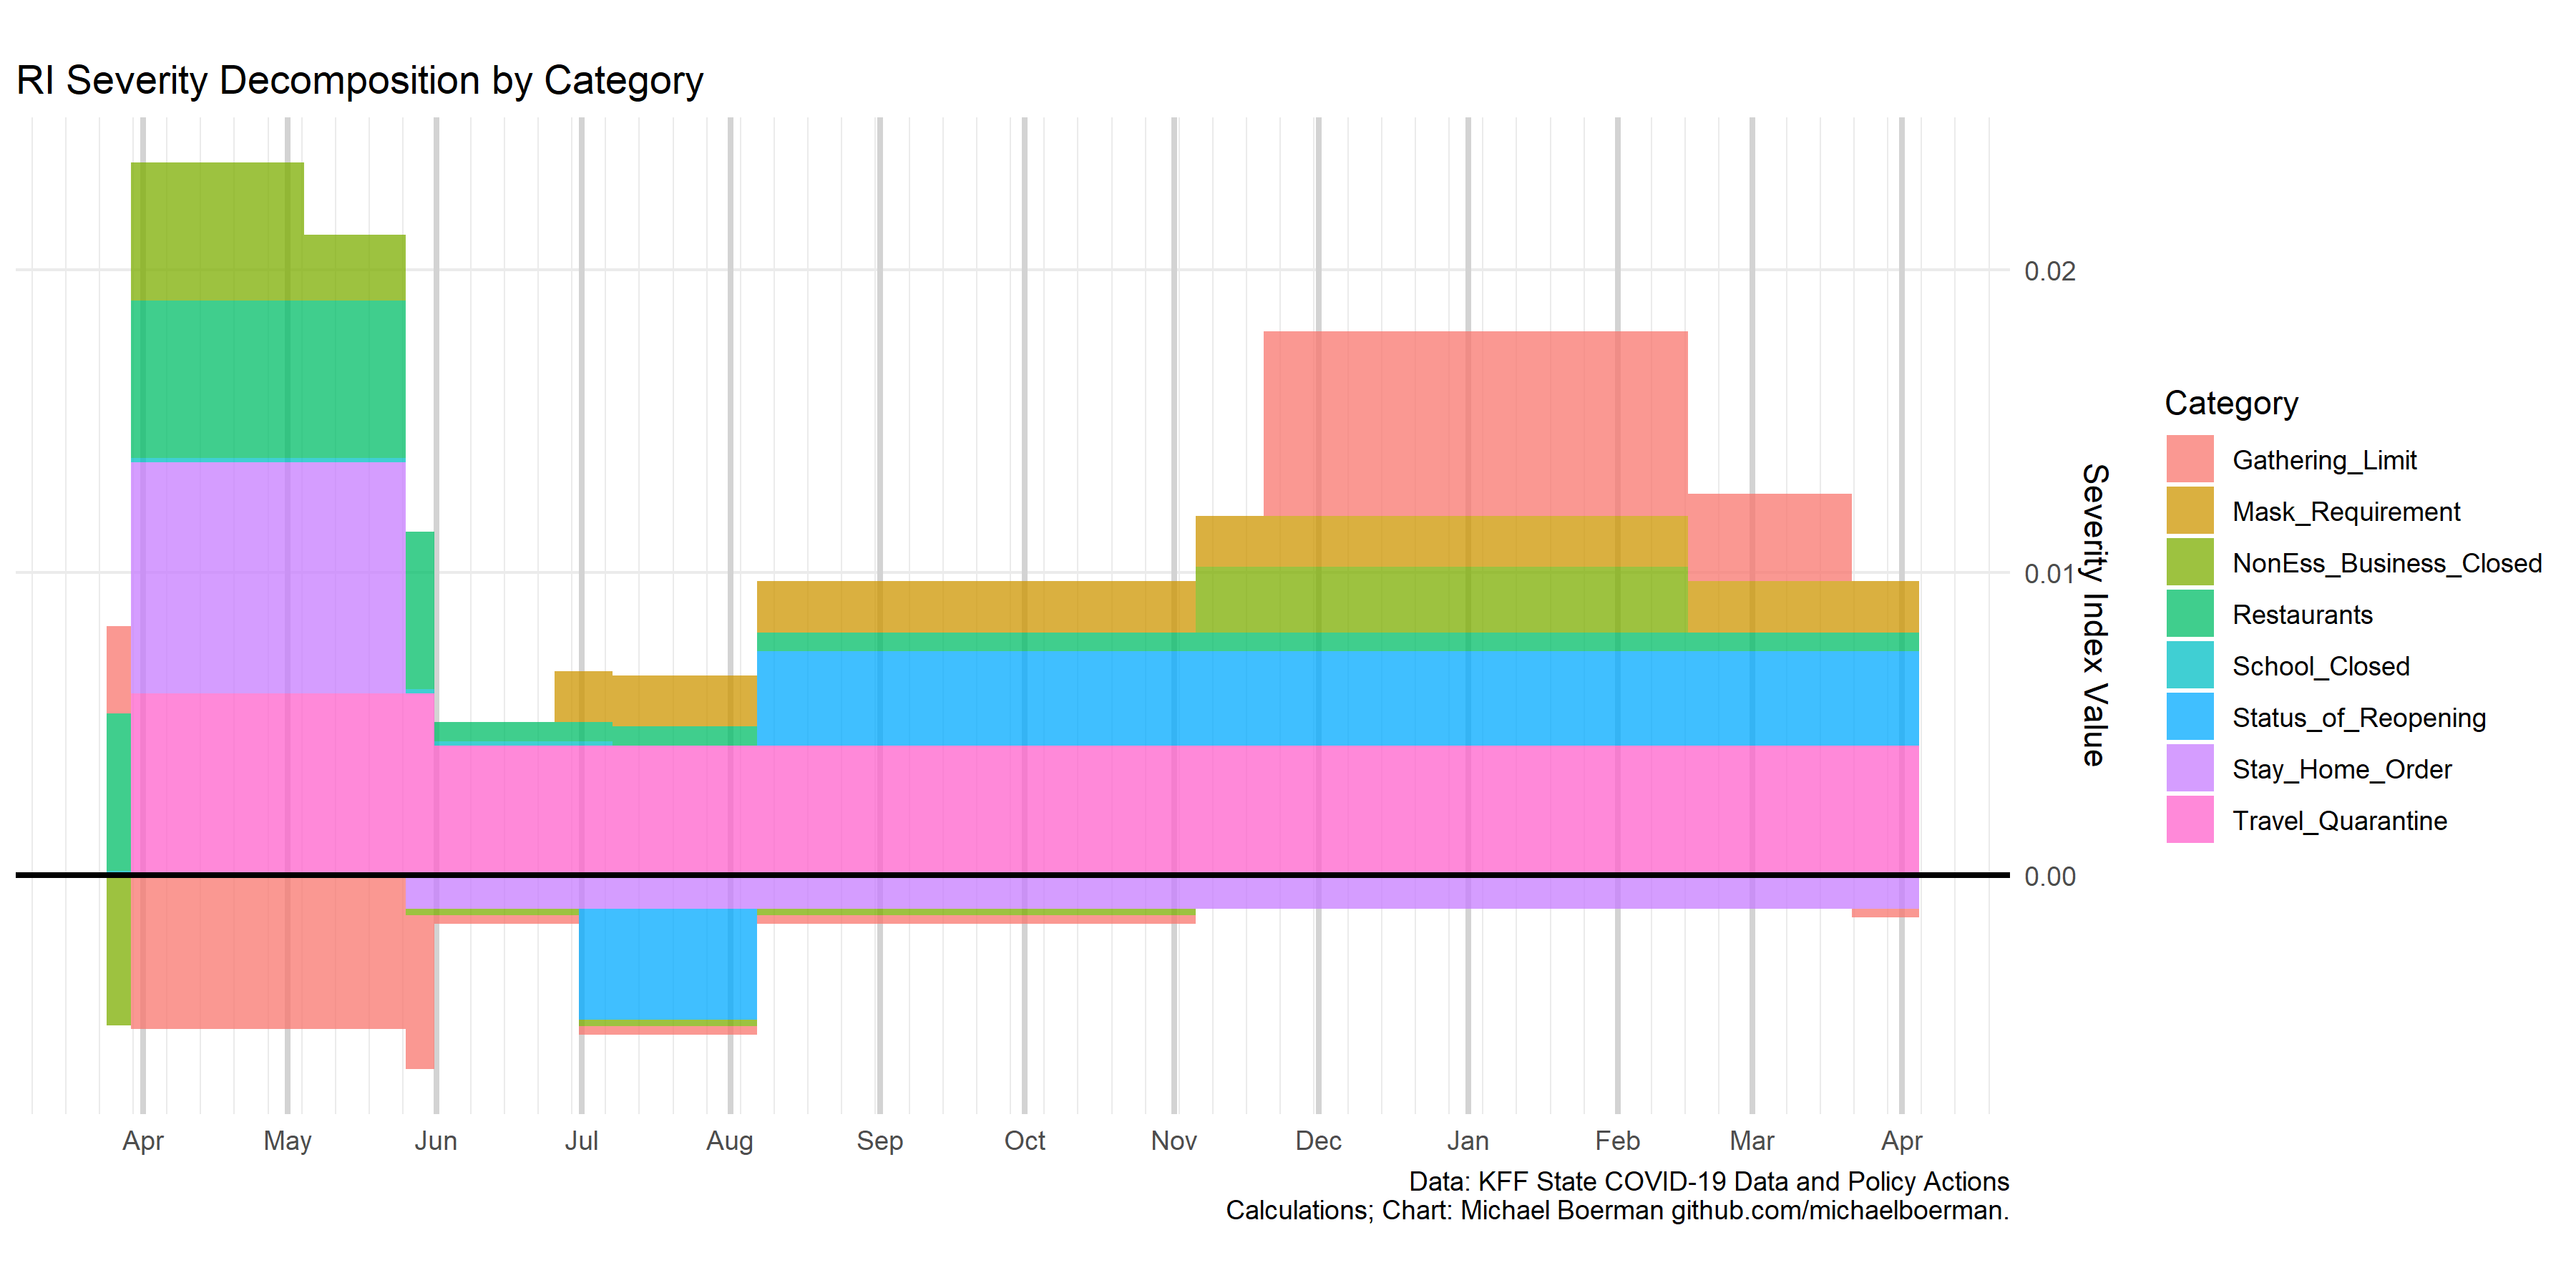 RI Severity Decomposition by Category
0.02
0.01
0.00
Severity Index Value
Category
Gathering_Limit
Mask_Requirement
NonEss_Business_Closed
Restaurants
School_Closed
Status_of_Reopening
Stay_Home_Order
Travel_Quarantine
Apr May Jun Jul Aug Sep Oct Nov Dec Jan Feb Mar Apr
Data: KFF State COVID-19 Data and Policy Actions
Calculations; Chart: Michael Boerman github.com/michaelboerman.